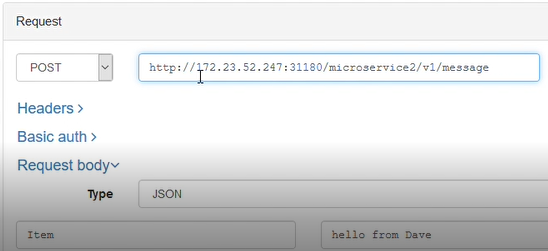 Request
POST http://172.23.52.247:31180/microservice2/v1/message
Headers >
Basic auth >
Request body
Type JSON
Item hello from Dave